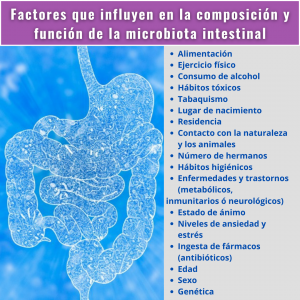 Factores que influyen en la composición y
función de la microbiota intestinal
• Alimentación
• Ejercicio físico
• Consumo de alcohol
• Hábitos tóxicos
• Tabaquismo
• Lugar de nacimiento
• Residencia
• Contacto con la naturaleza
y los animales
• Número de hermanos
• Hábitos higiénicos
• Enfermedades y trastornos
(metabólicos,
inmunitarios ó neurológicos)
• Estado de ánimo
• Niveles de ansiedad y
estrés
• Ingesta de fármacos
(antibióticos)
• Edad
• Sexo
• Genética